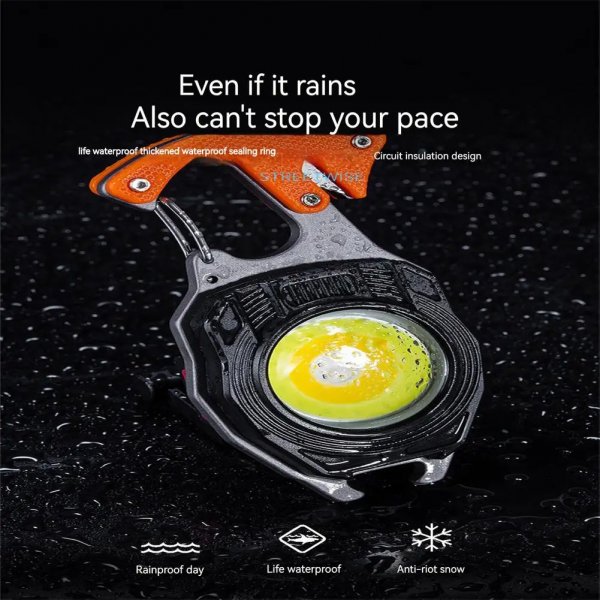 Even if it rains
Also can't stop your pace
life waterproof thickened waterproof sealing ring
Circuit insulation design
STREETWISE
Rainproof day
Life waterproof
Anti-riot snow